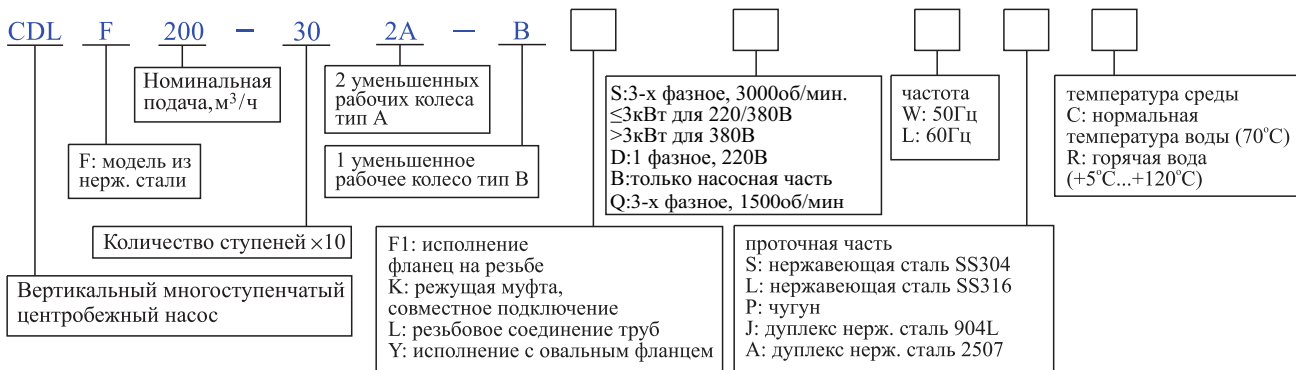 CDL F 200 – 30 2A – B
Номинальная
подача, м³/ч
2 уменьшенных
рабочих колеса
тип А
S:3-х фазное, 3000об/мин.
≤3кВт для 220/380В
>3кВт для 380В
D:1 фазное, 220В
В:только насосная часть
Q:3-х фазное, 1500об/мин
частота
W: 50Гц
L: 60Гц
температура среды
С: нормальная
температура воды (70°С)
R: горячая вода
(+5°С...+120°С)
F: модель из
нерж. стали
1 уменьшенное
рабочее колесо тип В
Количество ступеней ×10
Вертикальный многоступенчатый
центробежный насос
F1: исполнение
фланец на резьбе
К: режущая муфта,
совместное подключение
L: резьбовое соединение труб
Y: исполнение с овальным фланцем
проточная часть
S: нержавеющая сталь SS304
L: нержавеющая сталь SS316
P: чугун
J: дуплекс нерж. сталь 904L
A: дуплекс нерж. сталь 2507